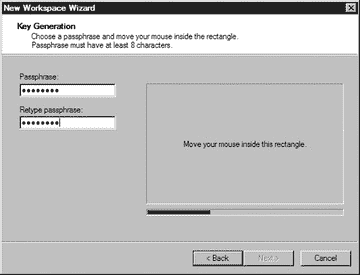 New Workspace Wizard
Key Generation
Choose a passphrase and move your mouse inside the rectangle.
Passphrase must have at least 8 characters.
Passphrase:
••••••••
Retype passphrase:
••••••••
Move your mouse inside this rectangle.
< Back
Next >
Cancel